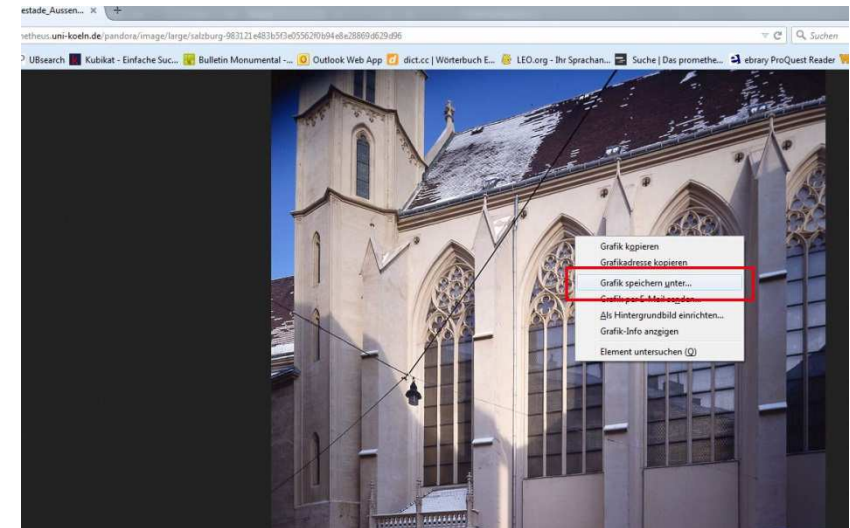 estade_Aussen... × +
metheus.uni-koeln.de/pandora/image/large/salzburg-983121e483b5f3e05562f0b94e8e28869d629d96 Suchen
UBsearch Kubikat - Einfache Suc... Bulletin Monumental -... Outlook Web App dict.cc | Wörterbuch E... LEO.org - Ihr Sprachan... Suche | Das promethe... ebrary ProQuest Reader
Grafik kopieren
Grafikadresse kopieren
Grafik speichern unter...
Grafik per E-Mail senden...
Als Hintergrundbild einrichten...
Grafik-Info anzeigen
Element untersuchen (Q)